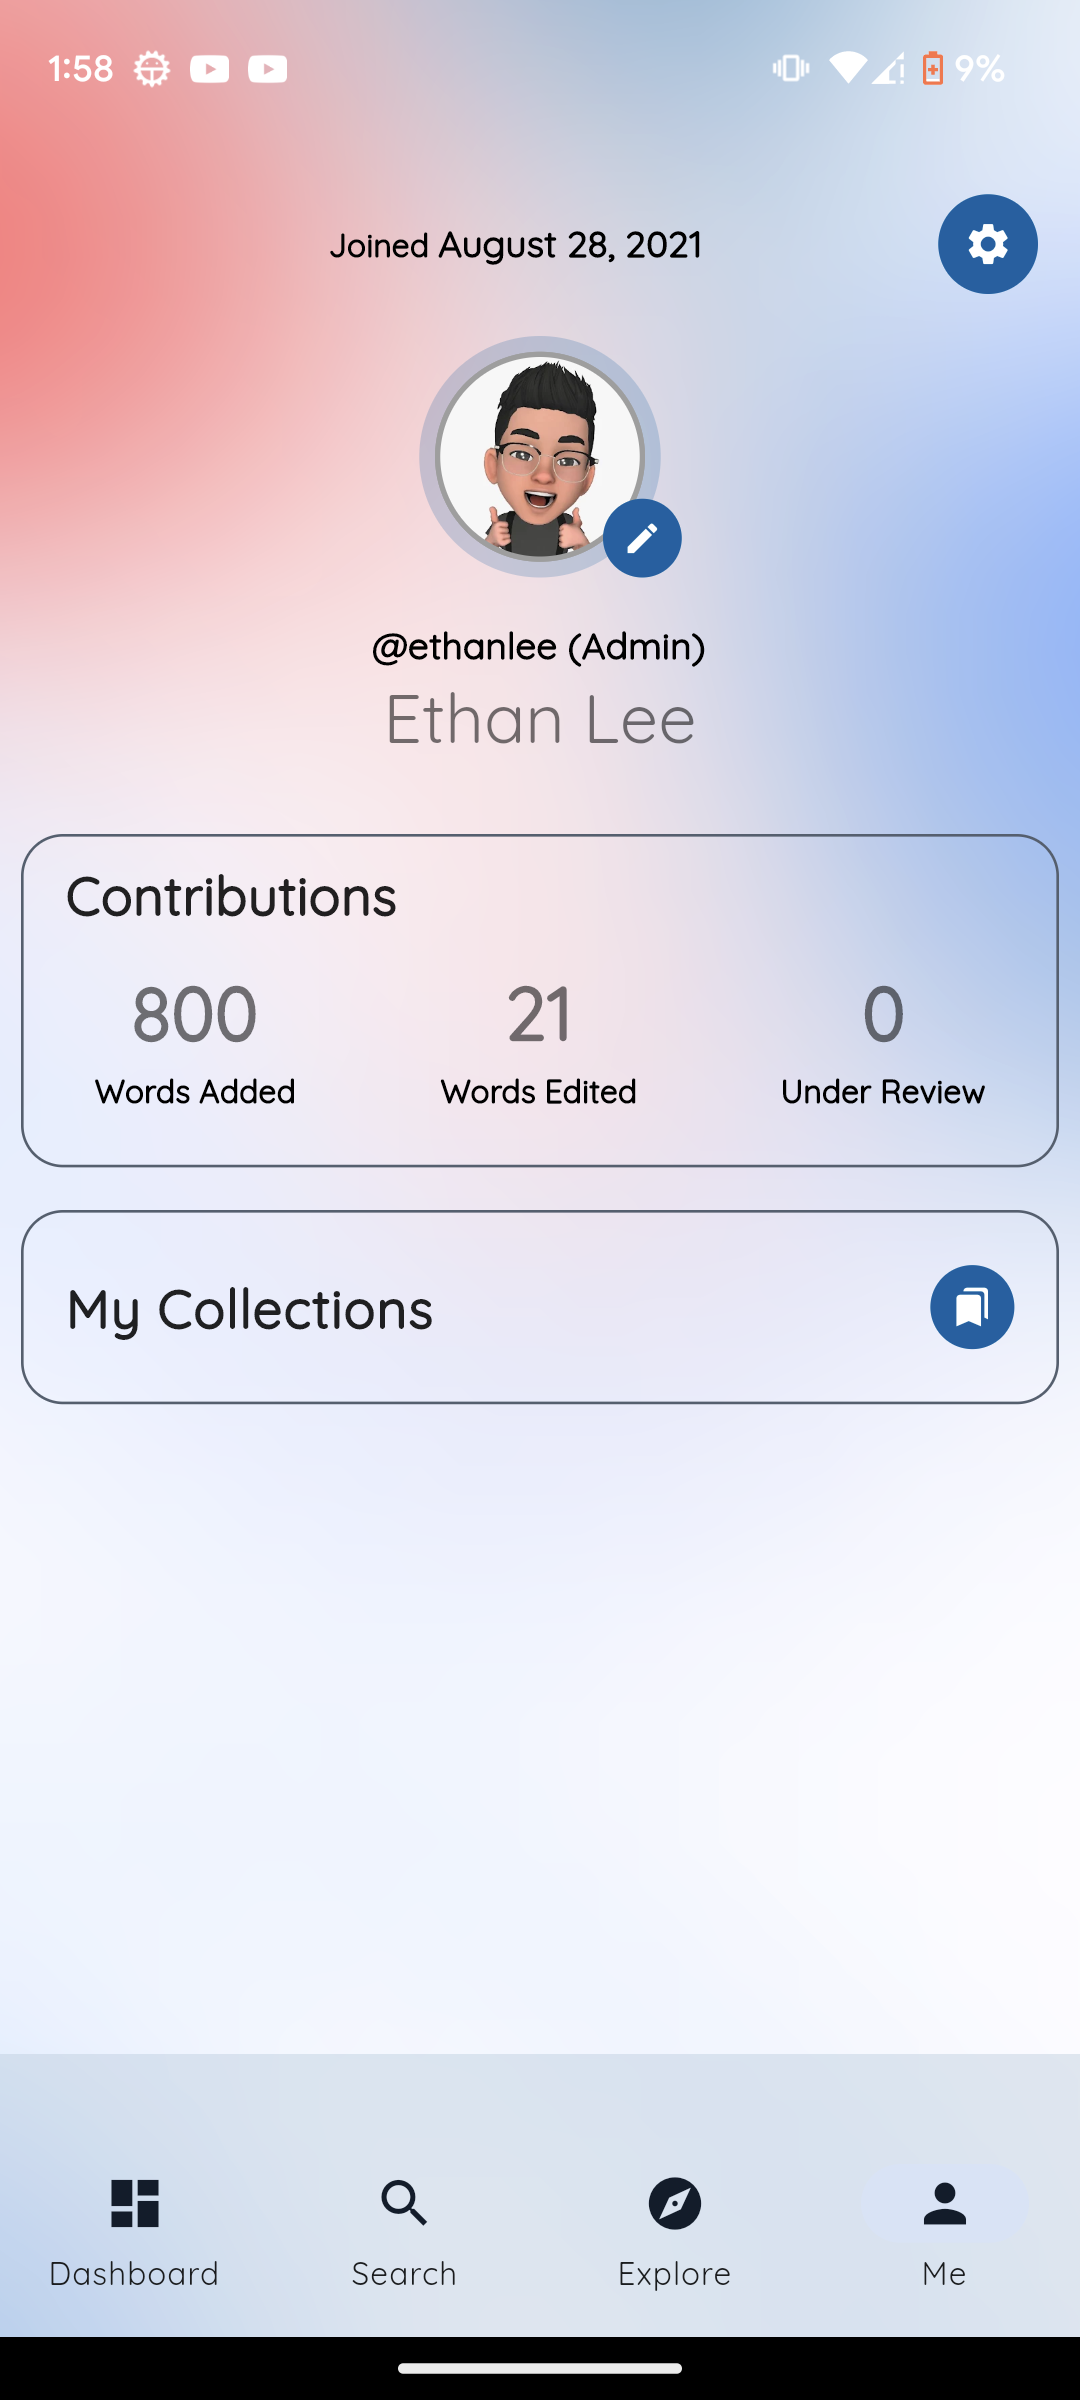 1:58
9%
Joined August 28, 2021
@ethanlee (Admin)
Ethan Lee
Contributions
800 21 0
Words Added Words Edited Under Review
My Collections
Dashboard Search Explore Me